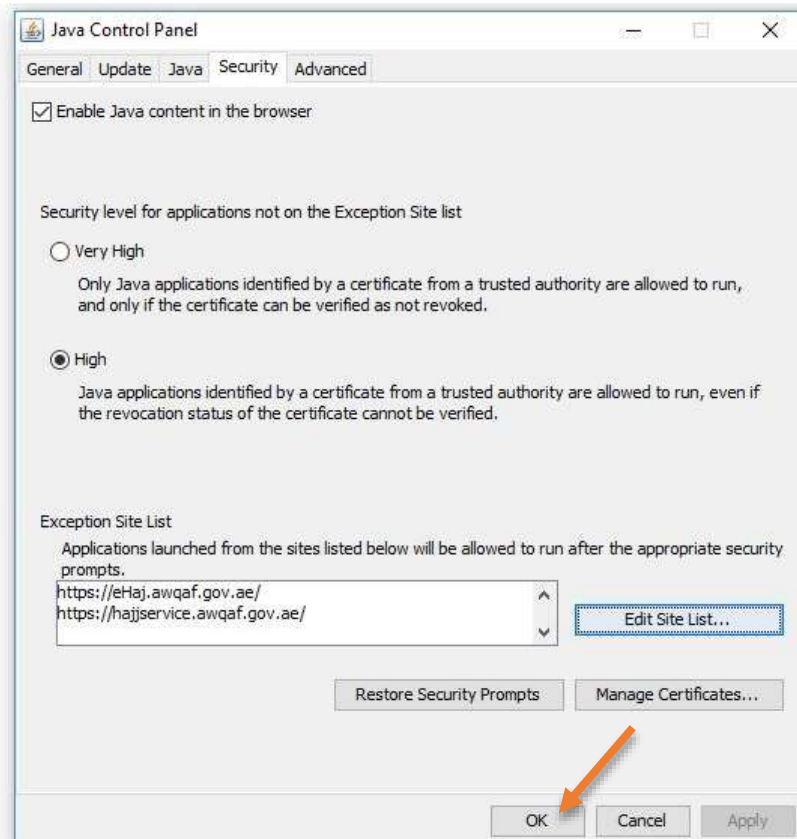 Java Control Panel
General Update Java Security Advanced
Enable Java content in the browser
Security level for applications not on the Exception Site list
Very High
Only Java applications identified by a certificate from a trusted authority are allowed to run,
and only if the certificate can be verified as not revoked.
High
Java applications identified by a certificate from a trusted authority are allowed to run, even if
the revocation status of the certificate cannot be verified.
Exception Site List
Applications launched from the sites listed below will be allowed to run after the appropriate security
prompts.
https://eHaj.awqaf.gov.ae/
https://hajjservice.awqaf.gov.ae/
Edit Site List...
Restore Security Prompts Manage Certificates...
OK Cancel Apply